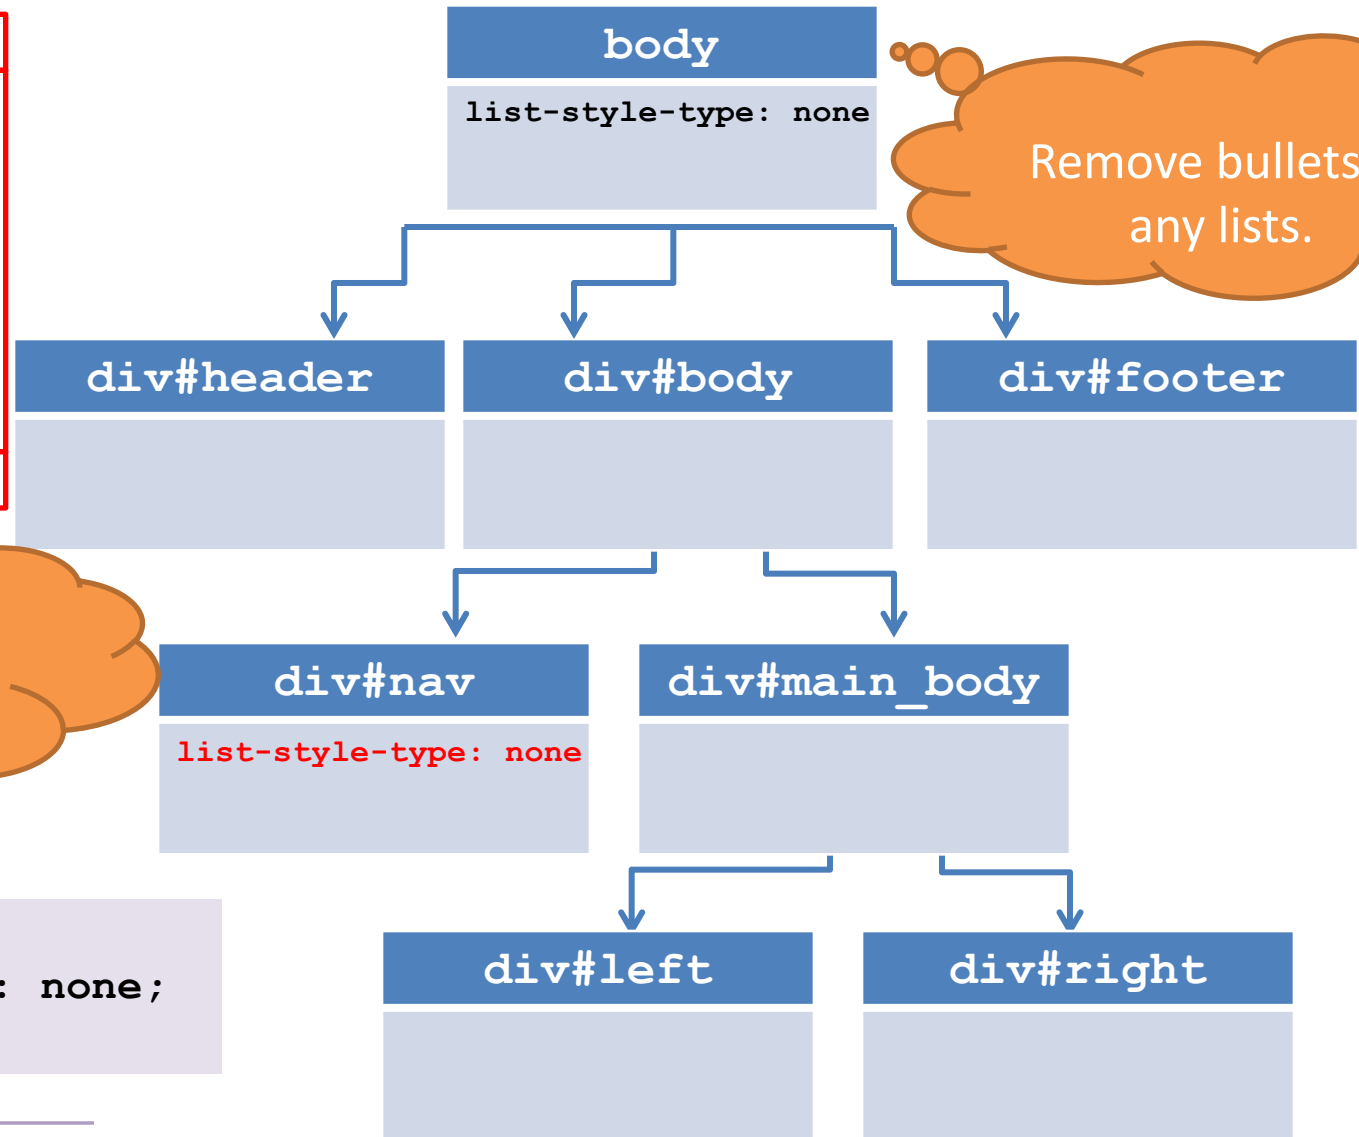 body
list-style-type: none
Remove bullets
any lists.
div#header
div#body
div#footer
div#nav
div#main_body
list-style-type: none
: none;
div#left
div#right